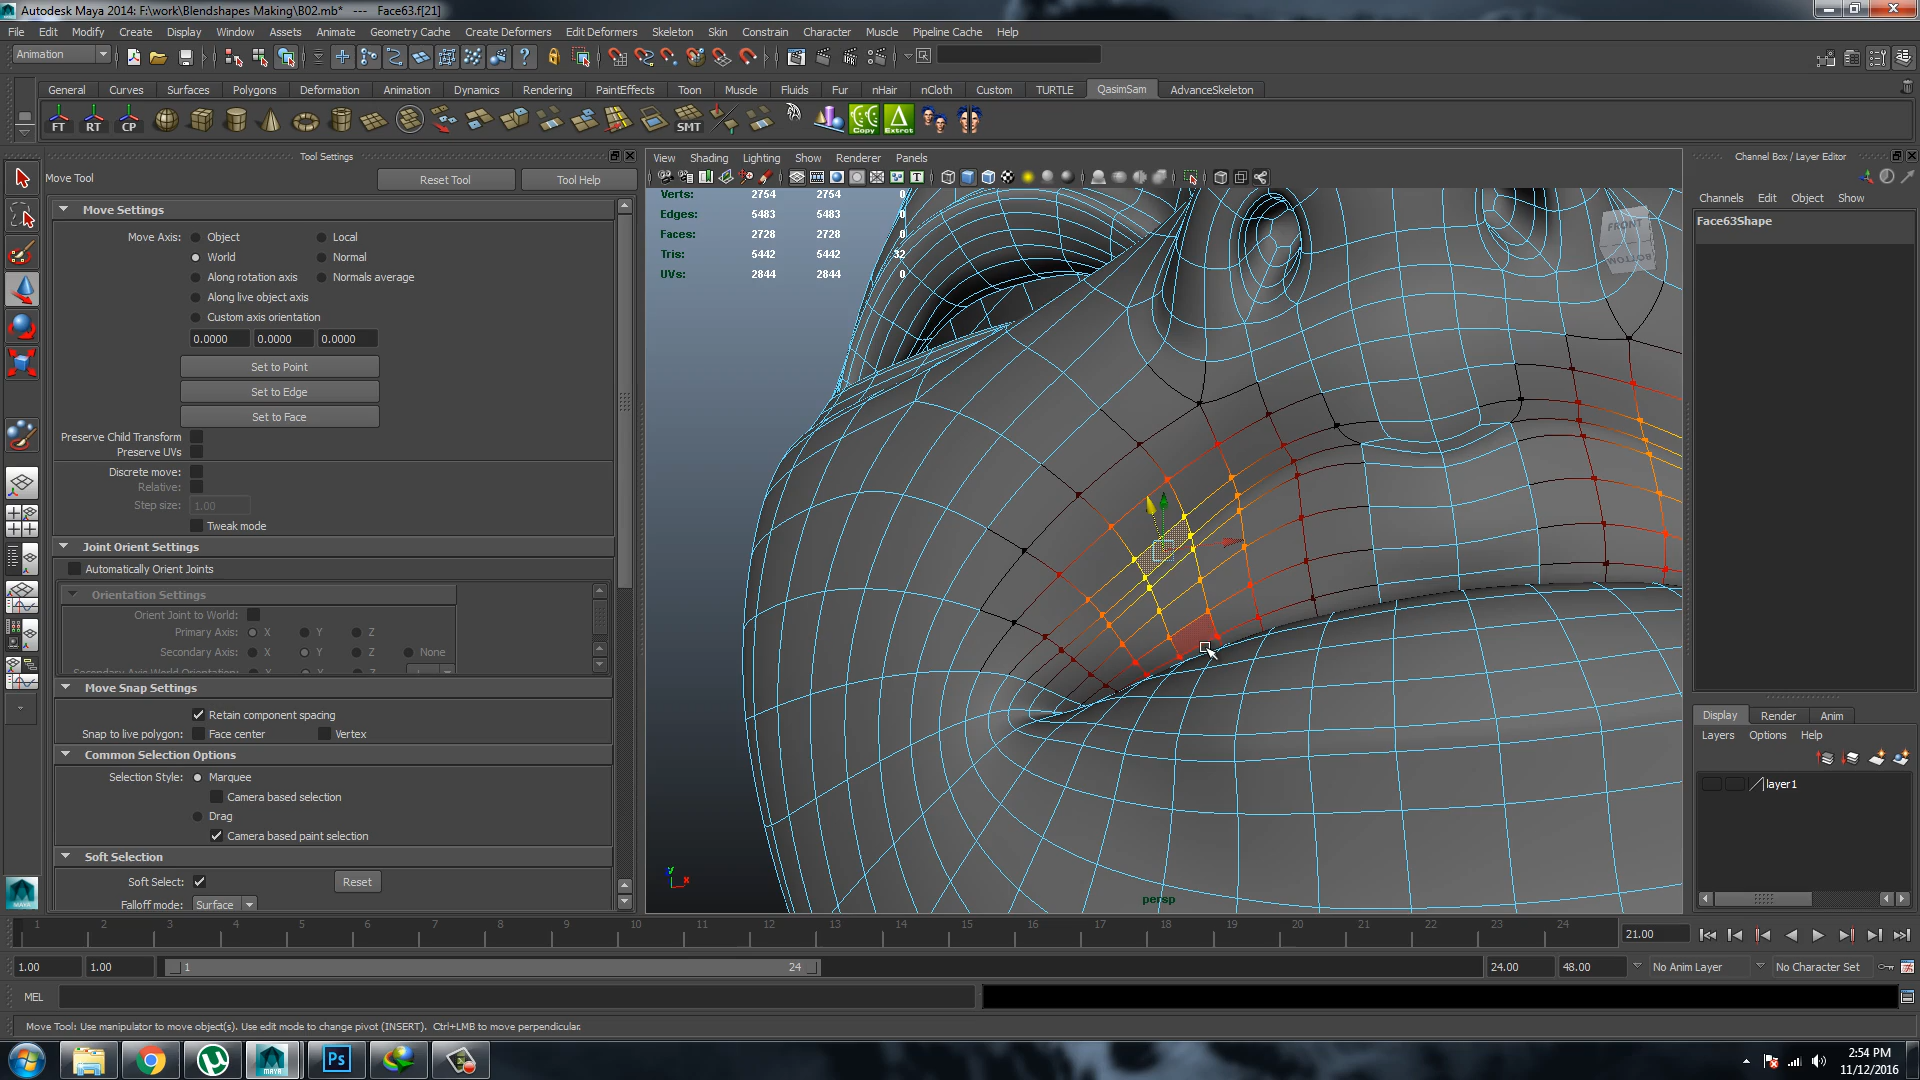 Autodesk Maya 2014: F:\work\Blendshapes Making\B02.mb* --- Face63.f[21]
File Edit Modify Create Display Window Assets Animate Geometry Cache Create Deformers Edit Deformers Skeleton Skin Constrain Character Muscle Pipeline Cache Help
Animation
General Curves Surfaces Polygons Deformation Animation Dynamics Rendering PaintEffects Toon Muscle Fluids Fur nHair nCloth Custom TURTLE QasimSam AdvanceSkeleton
FT RT CP SMT Copy Extrct
Tool Settings
Move Tool Reset Tool Tool Help
Move Settings
Move Axis: Object Local
World Normal
Along rotation axis Normals average
Along live object axis
Custom axis orientation
0.0000 0.0000 0.0000
Set to Point
Set to Edge
Set to Face
Preserve Child Transform
Preserve UVs
Discrete move:
Relative:
Step size: 1.00
Tweak mode
Joint Orient Settings
Automatically Orient Joints
Orientation Settings
Orient Joint to World:
Primary Axis: X Y Z
Secondary Axis: X Y Z None
Secondary Axis World Orientation:
Move Snap Settings
Retain component spacing
Snap to live polygon: Face center Vertex
Common Selection Options
Selection Style: Marquee
Camera based selection
Drag
Camera based paint selection
Soft Selection
Soft Select: Reset
Falloff mode: Surface
View Shading Lighting Show Renderer Panels
Verts: 2754 2754 0
Edges: 5483 5483 0
Faces: 2728 2728 0
Tris: 5442 5442 32
UVs: 2844 2844 0
FRONT
BOTTOM
y
x
persp
Channel Box / Layer Editor
Channels Edit Object Show
Face63Shape
Display Render Anim
Layers Options Help
layer1
1 2 3 4 5 6 7 8 9 10 11 12 13 14 15 16 17 18 19 20 21 22 23 24
21.00
1.00 1.00 1 24 24.00 48.00 No Anim Layer No Character Set
MEL
Move Tool: Use manipulator to move object(s). Use edit mode to change pivot (INSERT). Ctrl+LMB to move perpendicular.
MAYA Ps
2:54 PM
11/12/2016